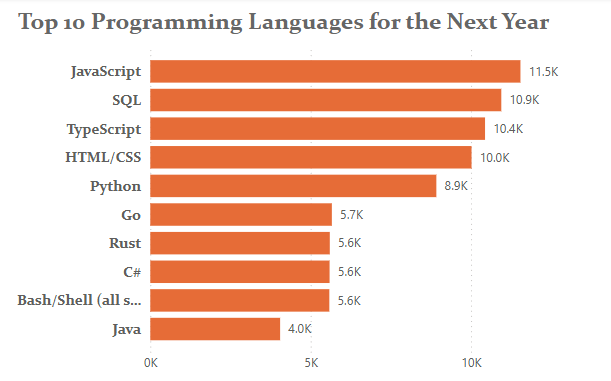 Top 10 Programming Languages for the Next Year
JavaScript 11.5K
SQL 10.9K
TypeScript 10.4K
HTML/CSS 10.0K
Python 8.9K
Go 5.7K
Rust 5.6K
C# 5.6K
Bash/Shell (all s... 5.6K
Java 4.0K
0K 5K 10K